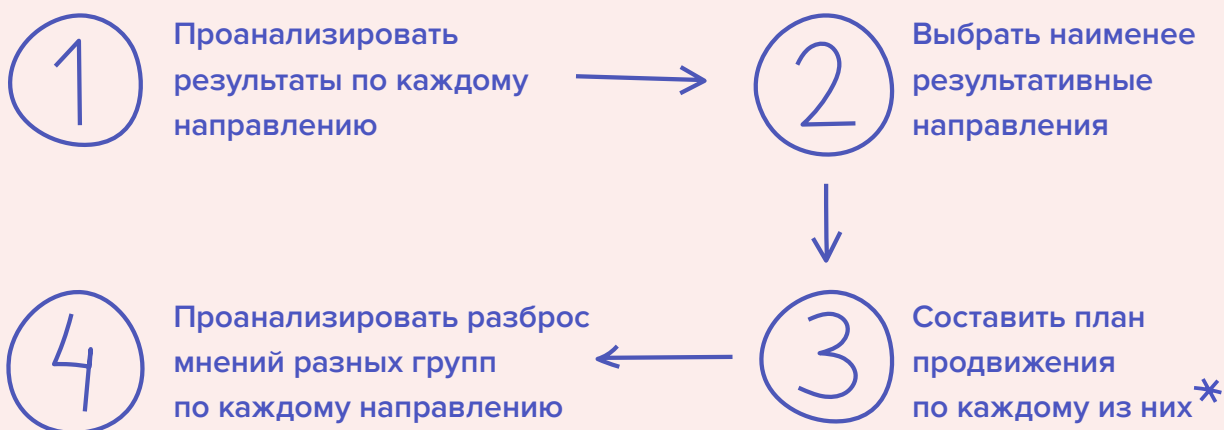 1
Проанализировать
результаты по каждому
направлению
2
Выбрать наименее
результативные
направления
3
Составить план
продвижения
по каждому из них*
4
Проанализировать разброс
мнений разных групп
по каждому направлению